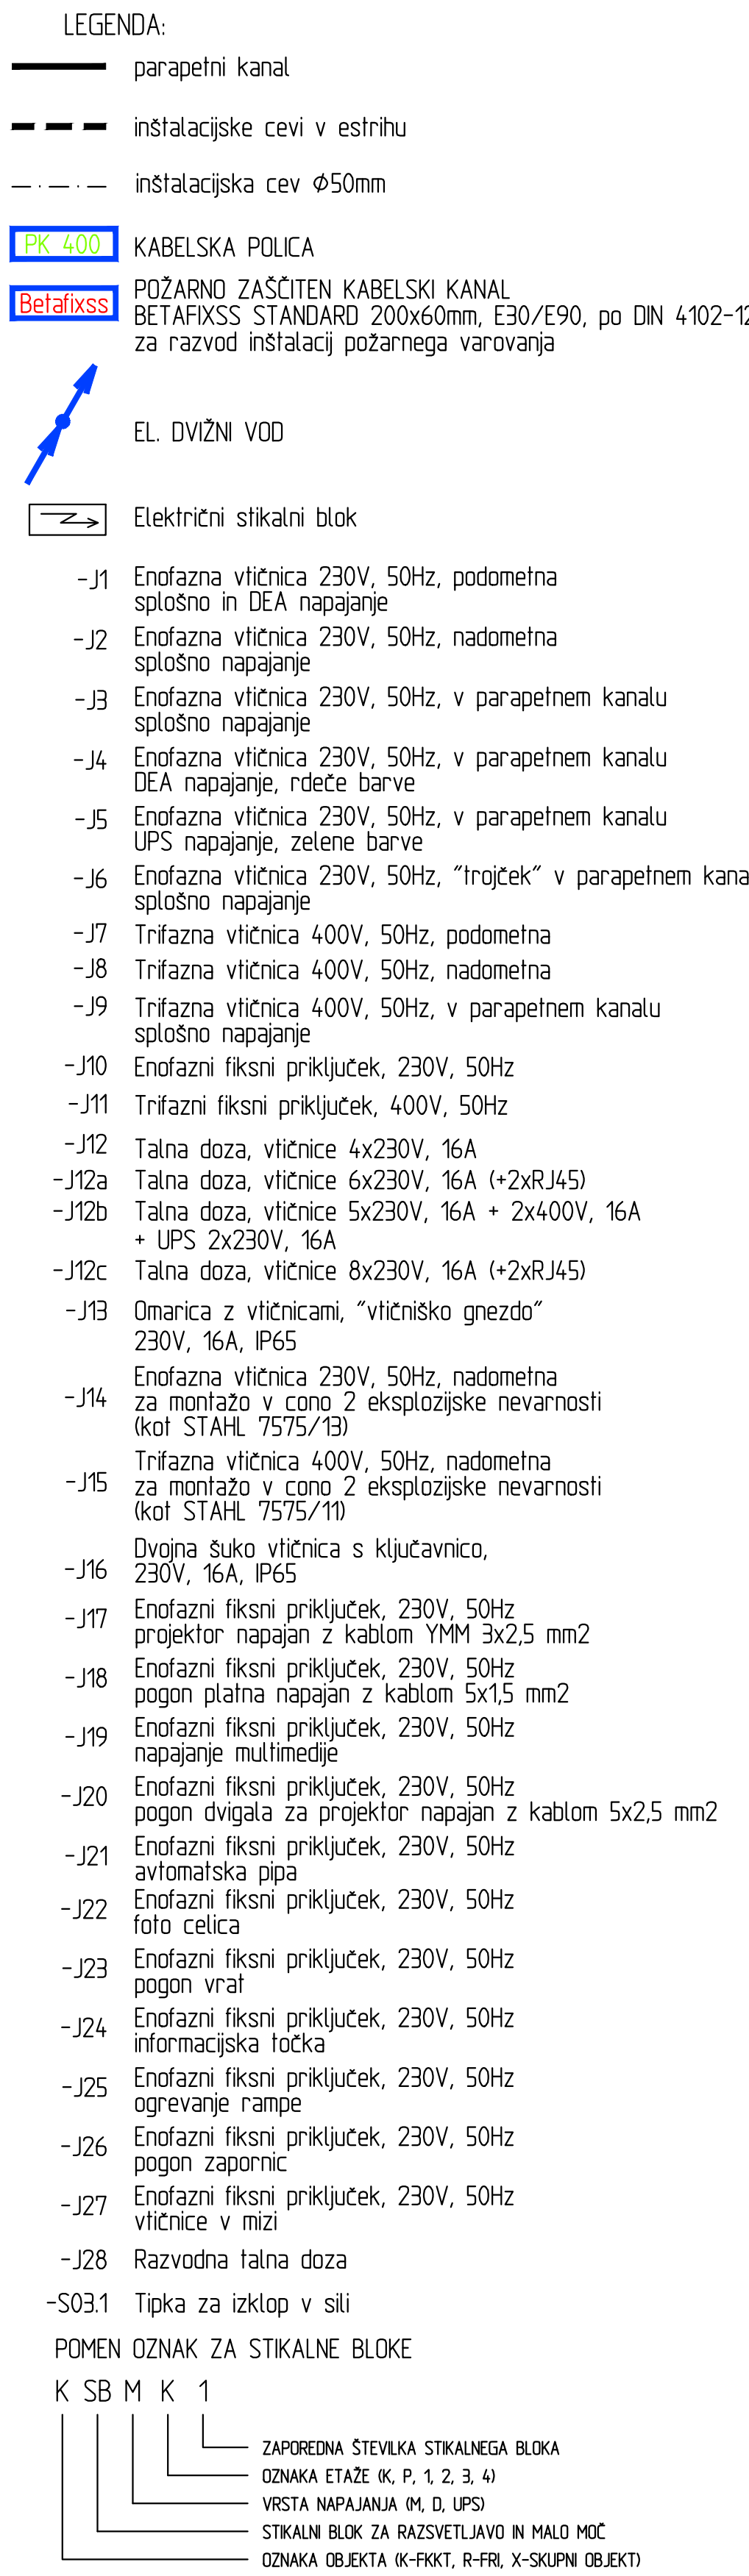 LEGENDA:
parapetni kanal
inštalacijske cevi v estrihu
inštalacijska cev Ø50mm
PK 400 KABELSKA POLICA
Betafixss POŽARNO ZAŠČITEN KABELSKI KANAL
BETAFIXSS STANDARD 200x60mm, E30/E90, po DIN 4102-12
za razvod inštalacij požarnega varovanja
EL. DVIŽNI VOD
Električni stikalni blok
-J1 Enofazna vtičnica 230V, 50Hz, podometna
splošno in DEA napajanje
-J2 Enofazna vtičnica 230V, 50Hz, nadometna
splošno napajanje
-J3 Enofazna vtičnica 230V, 50Hz, v parapetnem kanalu
splošno napajanje
-J4 Enofazna vtičnica 230V, 50Hz, v parapetnem kanalu
DEA napajanje, rdeče barve
-J5 Enofazna vtičnica 230V, 50Hz, v parapetnem kanalu
UPS napajanje, zelene barve
-J6 Enofazna vtičnica 230V, 50Hz, "trojček" v parapetnem kana
splošno napajanje
-J7 Trifazna vtičnica 400V, 50Hz, podometna
-J8 Trifazna vtičnica 400V, 50Hz, nadometna
-J9 Trifazna vtičnica 400V, 50Hz, v parapetnem kanalu
splošno napajanje
-J10 Enofazni fiksni priključek, 230V, 50Hz
-J11 Trifazni fiksni priključek, 400V, 50Hz
-J12 Talna doza, vtičnice 4x230V, 16A
-J12a Talna doza, vtičnice 6x230V, 16A (+2xRJ45)
-J12b Talna doza, vtičnice 5x230V, 16A + 2x400V, 16A
+ UPS 2x230V, 16A
-J12c Talna doza, vtičnice 8x230V, 16A (+2xRJ45)
-J13 Omarica z vtičnicami, "vtičniško gnezdo"
230V, 16A, IP65
-J14 Enofazna vtičnica 230V, 50Hz, nadometna
za montažo v cono 2 eksplozijske nevarnosti
(kot STAHL 7575/13)
-J15 Trifazna vtičnica 400V, 50Hz, nadometna
za montažo v cono 2 eksplozijske nevarnosti
(kot STAHL 7575/11)
-J16 Dvojna šuko vtičnica s ključavnico,
230V, 16A, IP65
-J17 Enofazni fiksni priključek, 230V, 50Hz
projektor napajan z kablom YMM 3x2,5 mm2
-J18 Enofazni fiksni priključek, 230V, 50Hz
pogon platna napajan z kablom 5x1,5 mm2
-J19 Enofazni fiksni priključek, 230V, 50Hz
napajanje multimedije
-J20 Enofazni fiksni priključek, 230V, 50Hz
pogon dvigala za projektor napajan z kablom 5x2,5 mm2
-J21 Enofazni fiksni priključek, 230V, 50Hz
avtomatska pipa
-J22 Enofazni fiksni priključek, 230V, 50Hz
foto celica
-J23 Enofazni fiksni priključek, 230V, 50Hz
pogon vrat
-J24 Enofazni fiksni priključek, 230V, 50Hz
informacijska točka
-J25 Enofazni fiksni priključek, 230V, 50Hz
ogrevanje rampe
-J26 Enofazni fiksni priključek, 230V, 50Hz
pogon zapornic
-J27 Enofazni fiksni priključek, 230V, 50Hz
vtičnice v mizi
-J28 Razvodna talna doza
-S03.1 Tipka za izklop v sili
POMEN OZNAK ZA STIKALNE BLOKE
K SB M K 1
ZAPOREDNA ŠTEVILKA STIKALNEGA BLOKA
OZNAKA ETAŽE (K, P, 1, 2, 3, 4)
VRSTA NAPAJANJA (M, D, UPS)
STIKALNI BLOK ZA RAZSVETLJAVO IN MALO MOČ
OZNAKA OBJEKTA (K-FKKT, R-FRI, X-SKUPNI OBJEKT)